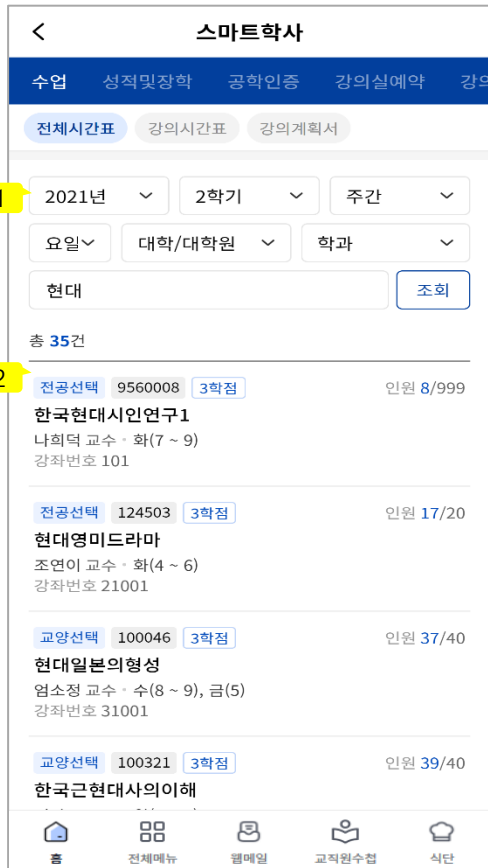 스마트학사
수업 성적및장학 공학인증 강의실예약 강의
전체시간표 강의시간표 강의계획서
2021년 2학기 주간
요일 대학/대학원 학과
현대 조회
총 35건
2
전공선택 9560008 3학점 인원 8/999
한국현대시인연구1
나희덕 교수 · 화(7 ~ 9)
강좌번호 101
전공선택 124503 3학점 인원 17/20
현대영미드라마
조연이 교수 · 화(4 ~ 6)
강좌번호 21001
교양선택 100046 3학점 인원 37/40
현대일본의형성
엄소정 교수 · 수(8 ~ 9), 금(5)
강좌번호 31001
교양선택 100321 3학점 인원 39/40
한국근현대사의이해
홈 전체메뉴 웹메일 교직원수첩 식단